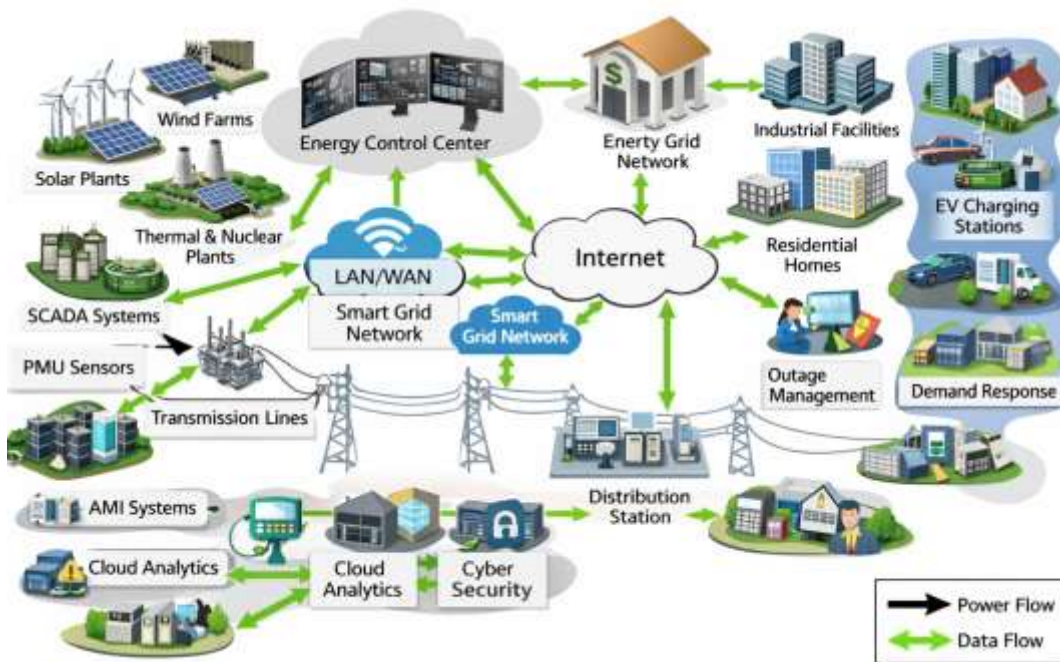 Wind Farms
Solar Plants
Thermal & Nuclear
Plants
Energy Control Center
$
Enerty Grid
Network
Industrial Facilities
EV Charging
Stations
Residential
Homes
Internet
LAN/WAN
Smart Grid
Network
Smart
Grid Network
SCADA Systems
PMU Sensors
Transmission Lines
Outage
Management
Demand Response
AMI Systems
Distribution
Station
Cloud Analytics
Cloud
Analytics
Cyber
Security
Power Flow
Data Flow